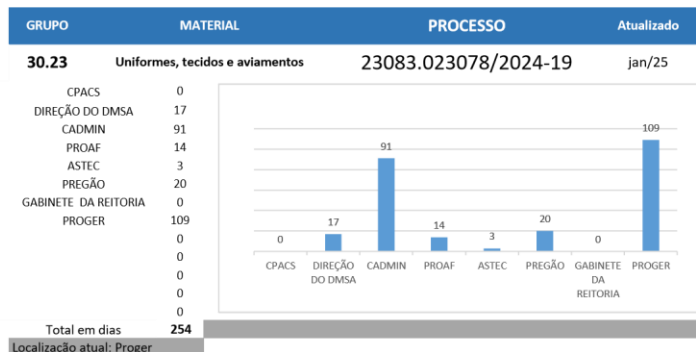 GRUPO MATERIAL PROCESSO Atualizado
30.23 Uniformes, tecidos e aviamentos 23083.023078/2024-19 jan/25
CPACS 0
DIREÇÃO DO DMSA 17
CADMIN 91
PROAF 14
ASTEC 3
PREGÃO 20
GABINETE DA REITORIA 0
PROGER 109
0
0
0
0
0
Total em dias 254
Localização atual: Proger
0 17 91 14 3 20 0 109
CPACS DIREÇÃO CADMIN PROAF ASTEC PREGÃO GABINETE PROGER
DO DMSA DA
REITORIA